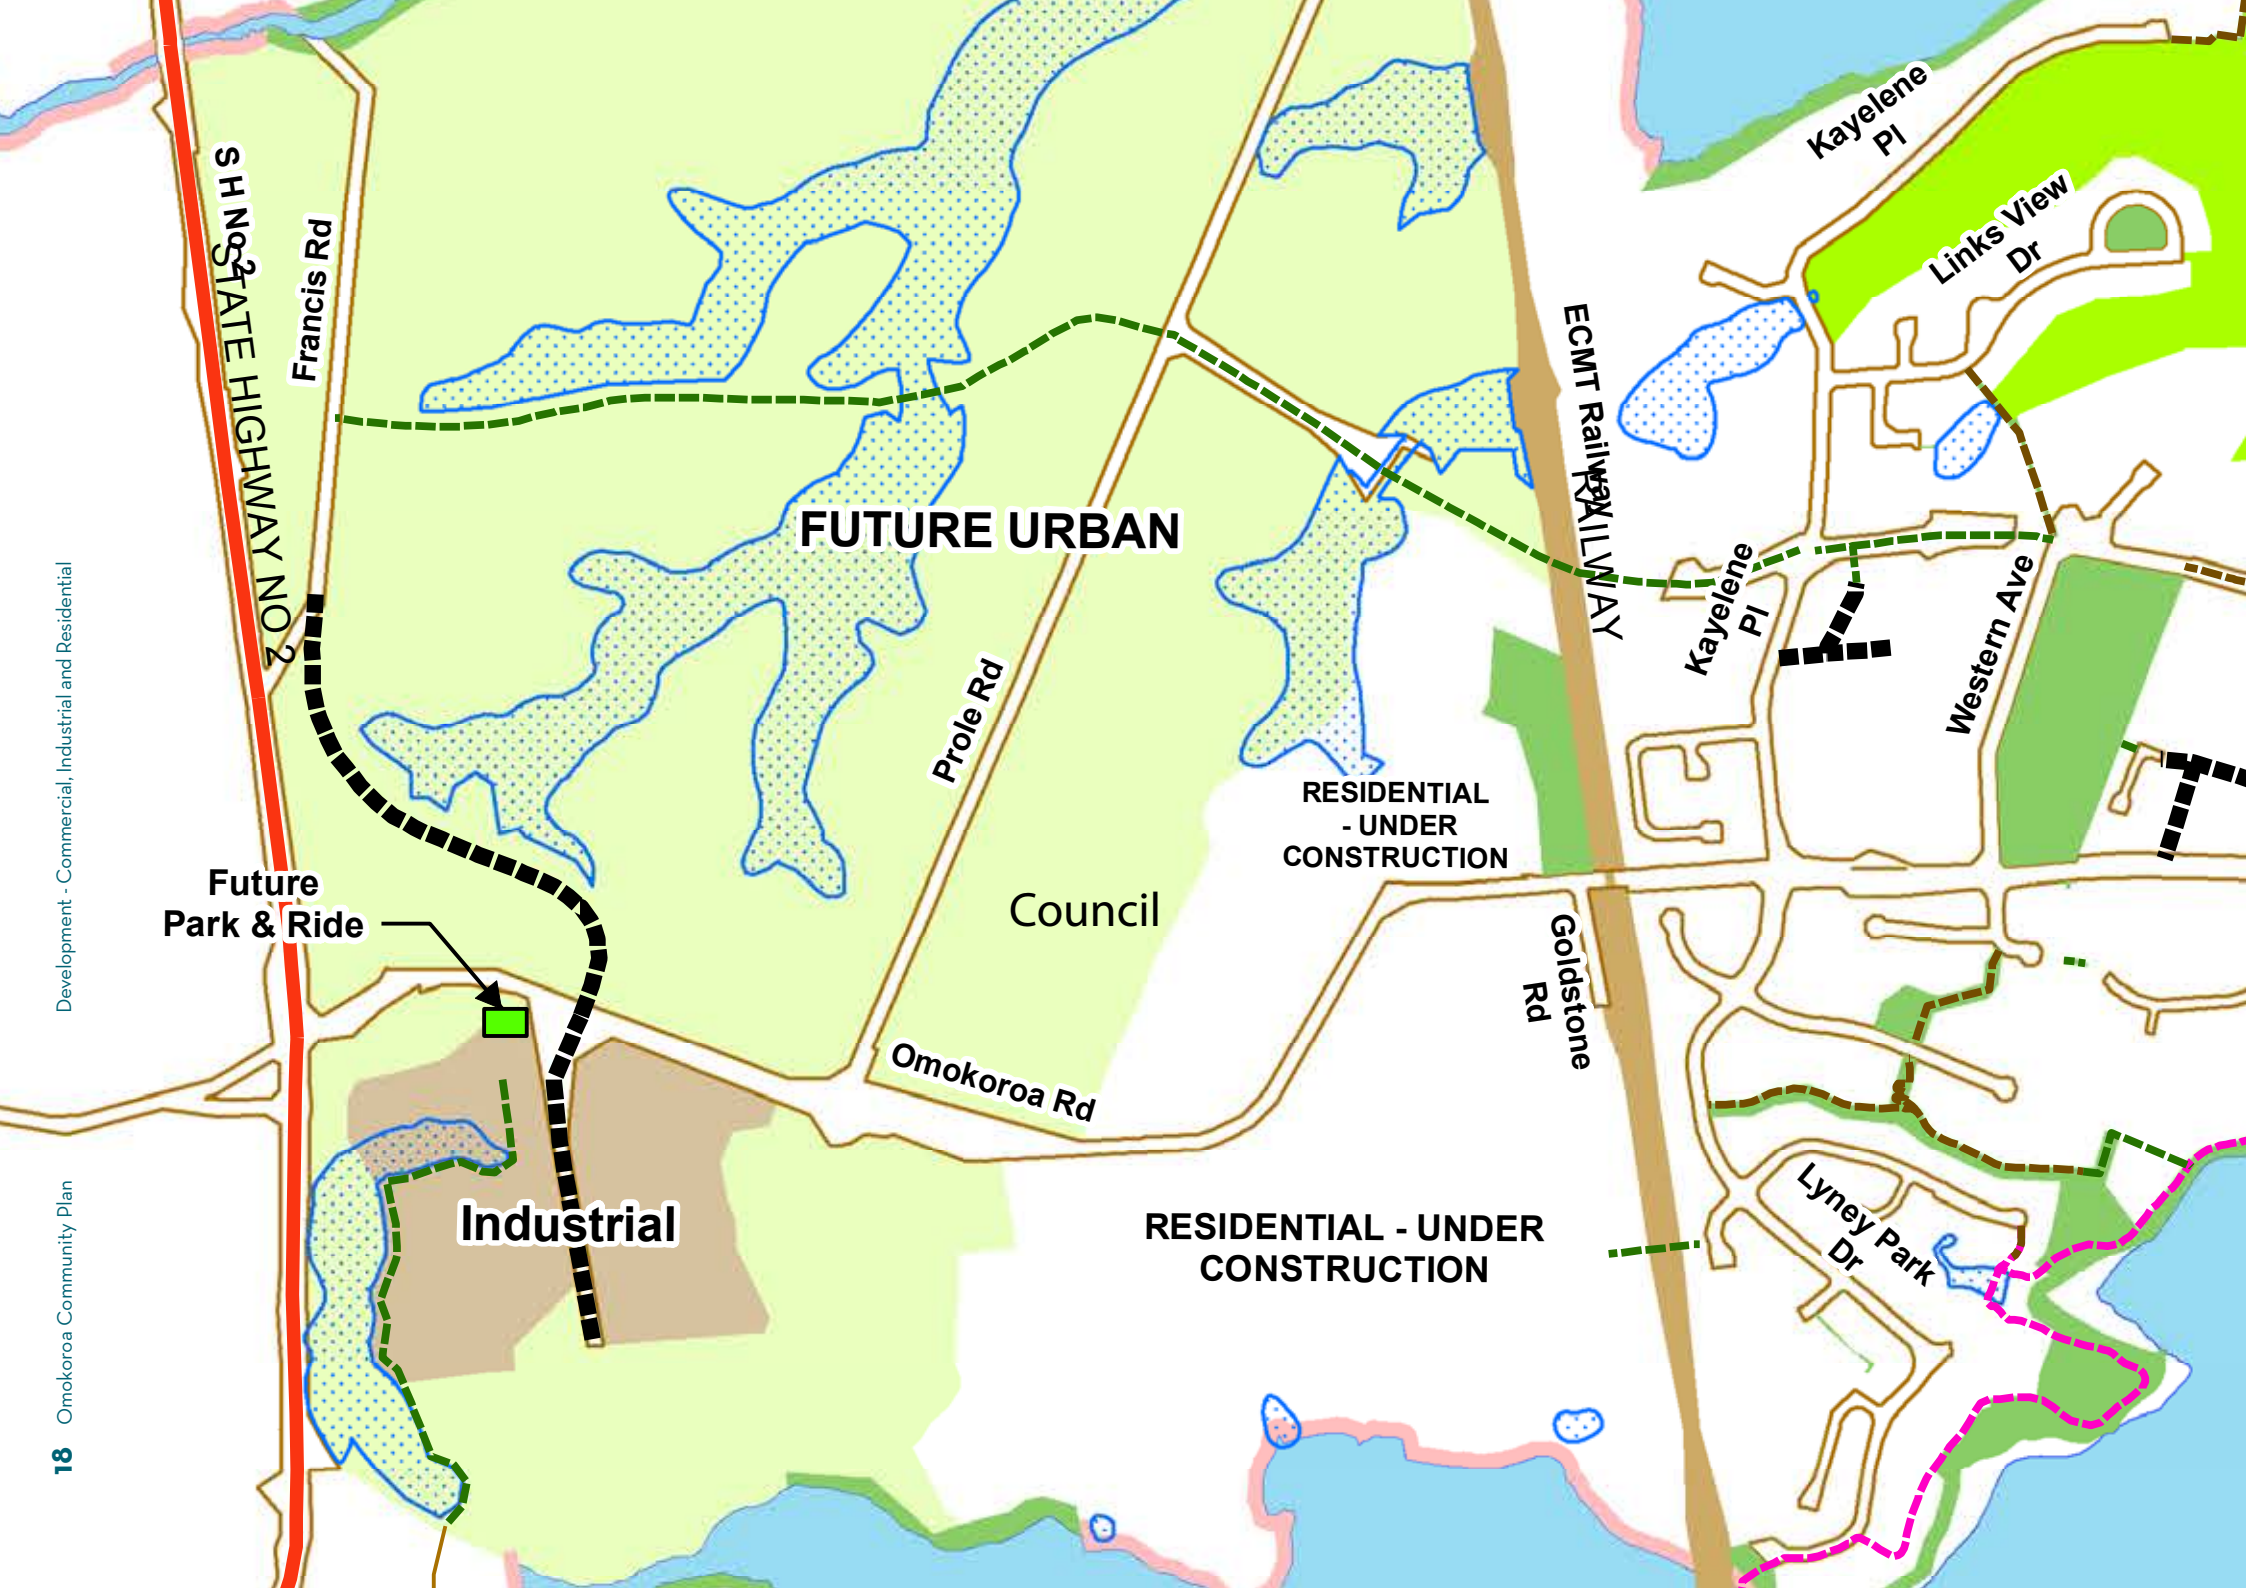 Kayelene
Pl
Links View
Dr
S H No 2
STATE HIGHWAY NO 2
Francis Rd
ECMT Railway
RAILWAY
FUTURE URBAN
Kayelene
Pl
Western Ave
Prole Rd
RESIDENTIAL
- UNDER
CONSTRUCTION
Future
Park & Ride
Council
Goldstone
Rd
Omokoroa Rd
Industrial
RESIDENTIAL - UNDER
CONSTRUCTION
Lyney Park
Dr
18 Omokoroa Community Plan
Development - Commercial, Industrial and Residential